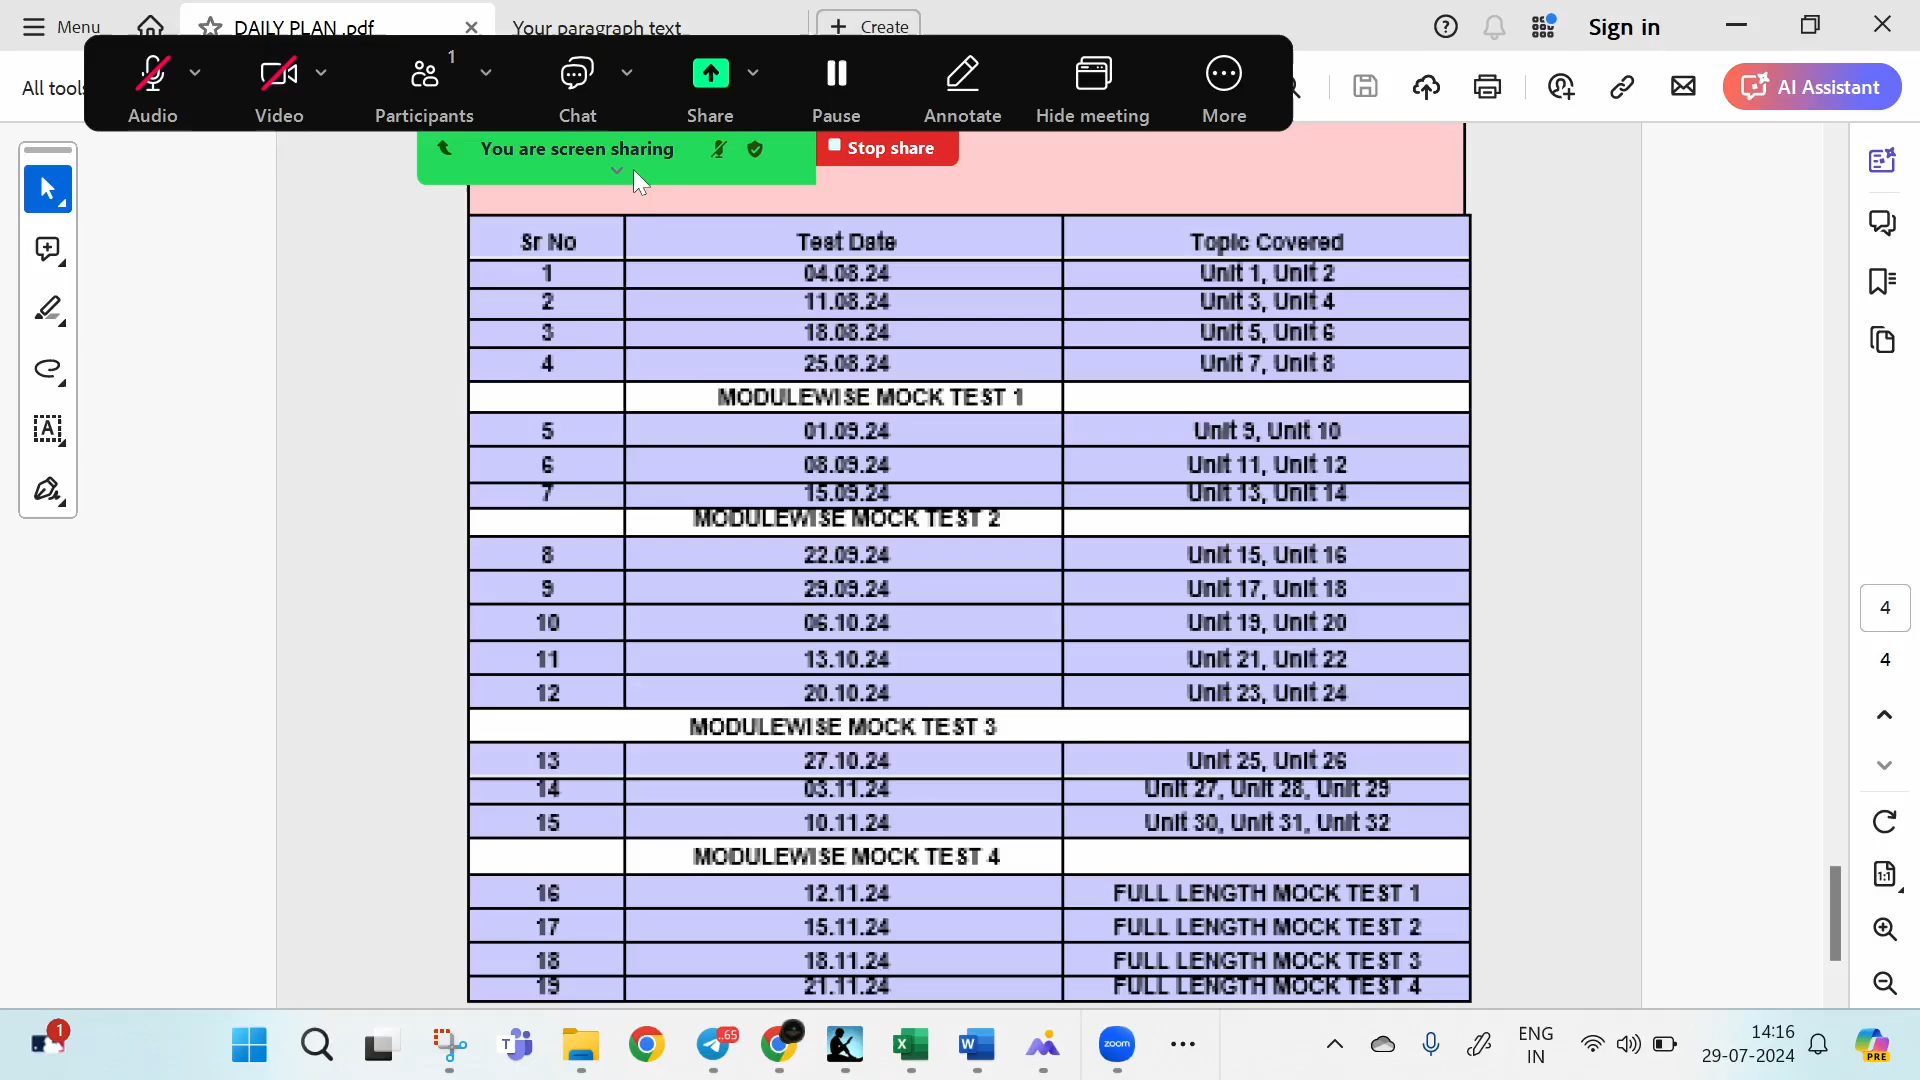 Menu DAILY PLAN .pdf Your paragraph text + Create Sign in
All tools AI Assistant
Audio Video Participants 1 Chat Share Pause Annotate Hide meeting More
You are screen sharing Stop share
Sr No Test Date Topic Covered
1 04.08.24 Unit 1, Unit 2
2 11.08.24 Unit 3, Unit 4
3 18.08.24 Unit 5, Unit 6
4 25.08.24 Unit 7, Unit 8
MODULEWISE MOCK TEST 1
5 01.09.24 Unit 9, Unit 10
6 08.09.24 Unit 11, Unit 12
7 15.09.24 Unit 13, Unit 14
MODULEWISE MOCK TEST 2
8 22.09.24 Unit 15, Unit 16
9 29.09.24 Unit 17, Unit 18
10 06.10.24 Unit 19, Unit 20
11 13.10.24 Unit 21, Unit 22
12 20.10.24 Unit 23, Unit 24
MODULEWISE MOCK TEST 3
13 27.10.24 Unit 25, Unit 26
14 03.11.24 Unit 27, Unit 28, Unit 29
15 10.11.24 Unit 30, Unit 31, Unit 32
MODULEWISE MOCK TEST 4
16 12.11.24 FULL LENGTH MOCK TEST 1
17 15.11.24 FULL LENGTH MOCK TEST 2
18 18.11.24 FULL LENGTH MOCK TEST 3
19 21.11.24 FULL LENGTH MOCK TEST 4
4
4
1:1
1 65 zoom ENG 14:16
IN 29-07-2024 PRE